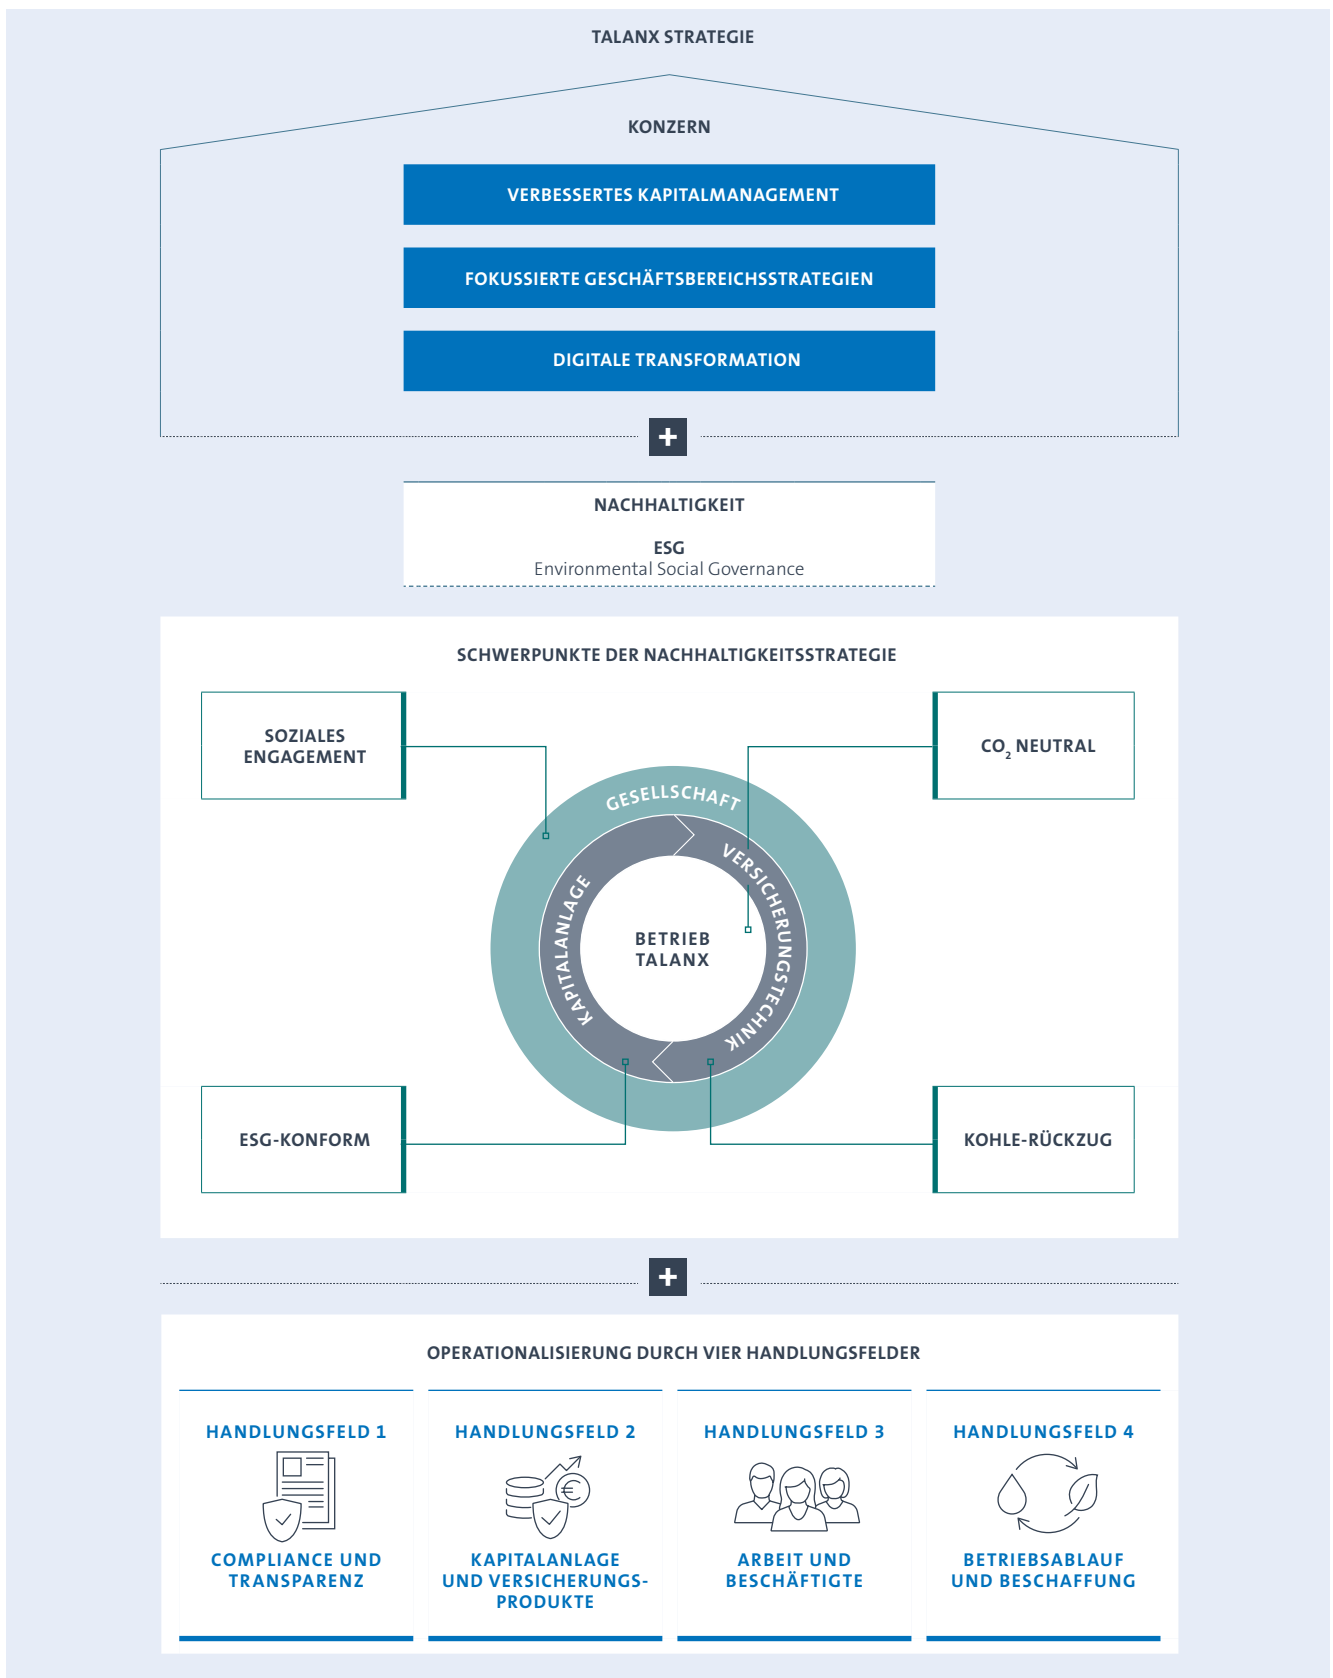 TALANX STRATEGIE
KONZERN
VERBESSERTES KAPITALMANAGEMENT
FOKUSSIERTE GESCHÄFTSBEREICHSSTRATEGIEN
DIGITALE TRANSFORMATION
+
NACHHALTIGKEIT
ESG
Environmental Social Governance
SCHWERPUNKTE DER NACHHALTIGKEITSSTRATEGIE
SOZIALES
ENGAGEMENT
CO₂ NEUTRAL
GESELLSCHAFT
KAPITALANLAGE
VERSICHERUNGSTECHNIK
BETRIEB
TALANX
ESG-KONFORM
KOHLE-RÜCKZUG
+
OPERATIONALISIERUNG DURCH VIER HANDLUNGSFELDER
HANDLUNGSFELD 1
COMPLIANCE UND
TRANSPARENZ
HANDLUNGSFELD 2
€
KAPITALANLAGE
UND VERSICHERUNGS-
PRODUKTE
HANDLUNGSFELD 3
ARBEIT UND
BESCHÄFTIGTE
HANDLUNGSFELD 4
BETRIEBSABLAUF
UND BESCHAFFUNG